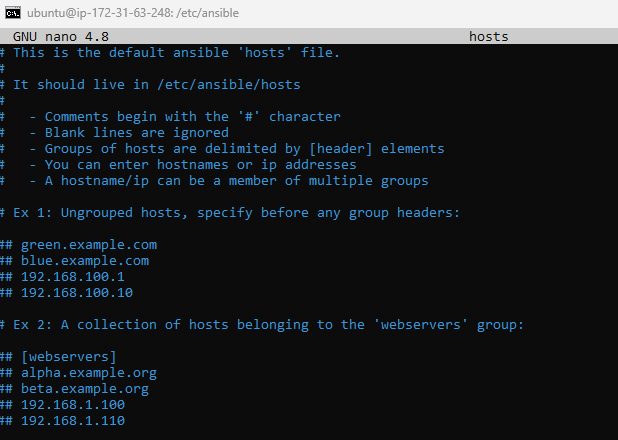 ubuntu@ip-172-31-63-248: /etc/ansible
GNU nano 4.8 hosts
# This is the default ansible 'hosts' file.
#
# It should live in /etc/ansible/hosts
#
#   - Comments begin with the '#' character
#   - Blank lines are ignored
#   - Groups of hosts are delimited by [header] elements
#   - You can enter hostnames or ip addresses
#   - A hostname/ip can be a member of multiple groups
# Ex 1: Ungrouped hosts, specify before any group headers:
## green.example.com
## blue.example.com
## 192.168.100.1
## 192.168.100.10
# Ex 2: A collection of hosts belonging to the 'webservers' group:
## [webservers]
## alpha.example.org
## beta.example.org
## 192.168.1.100
## 192.168.1.110